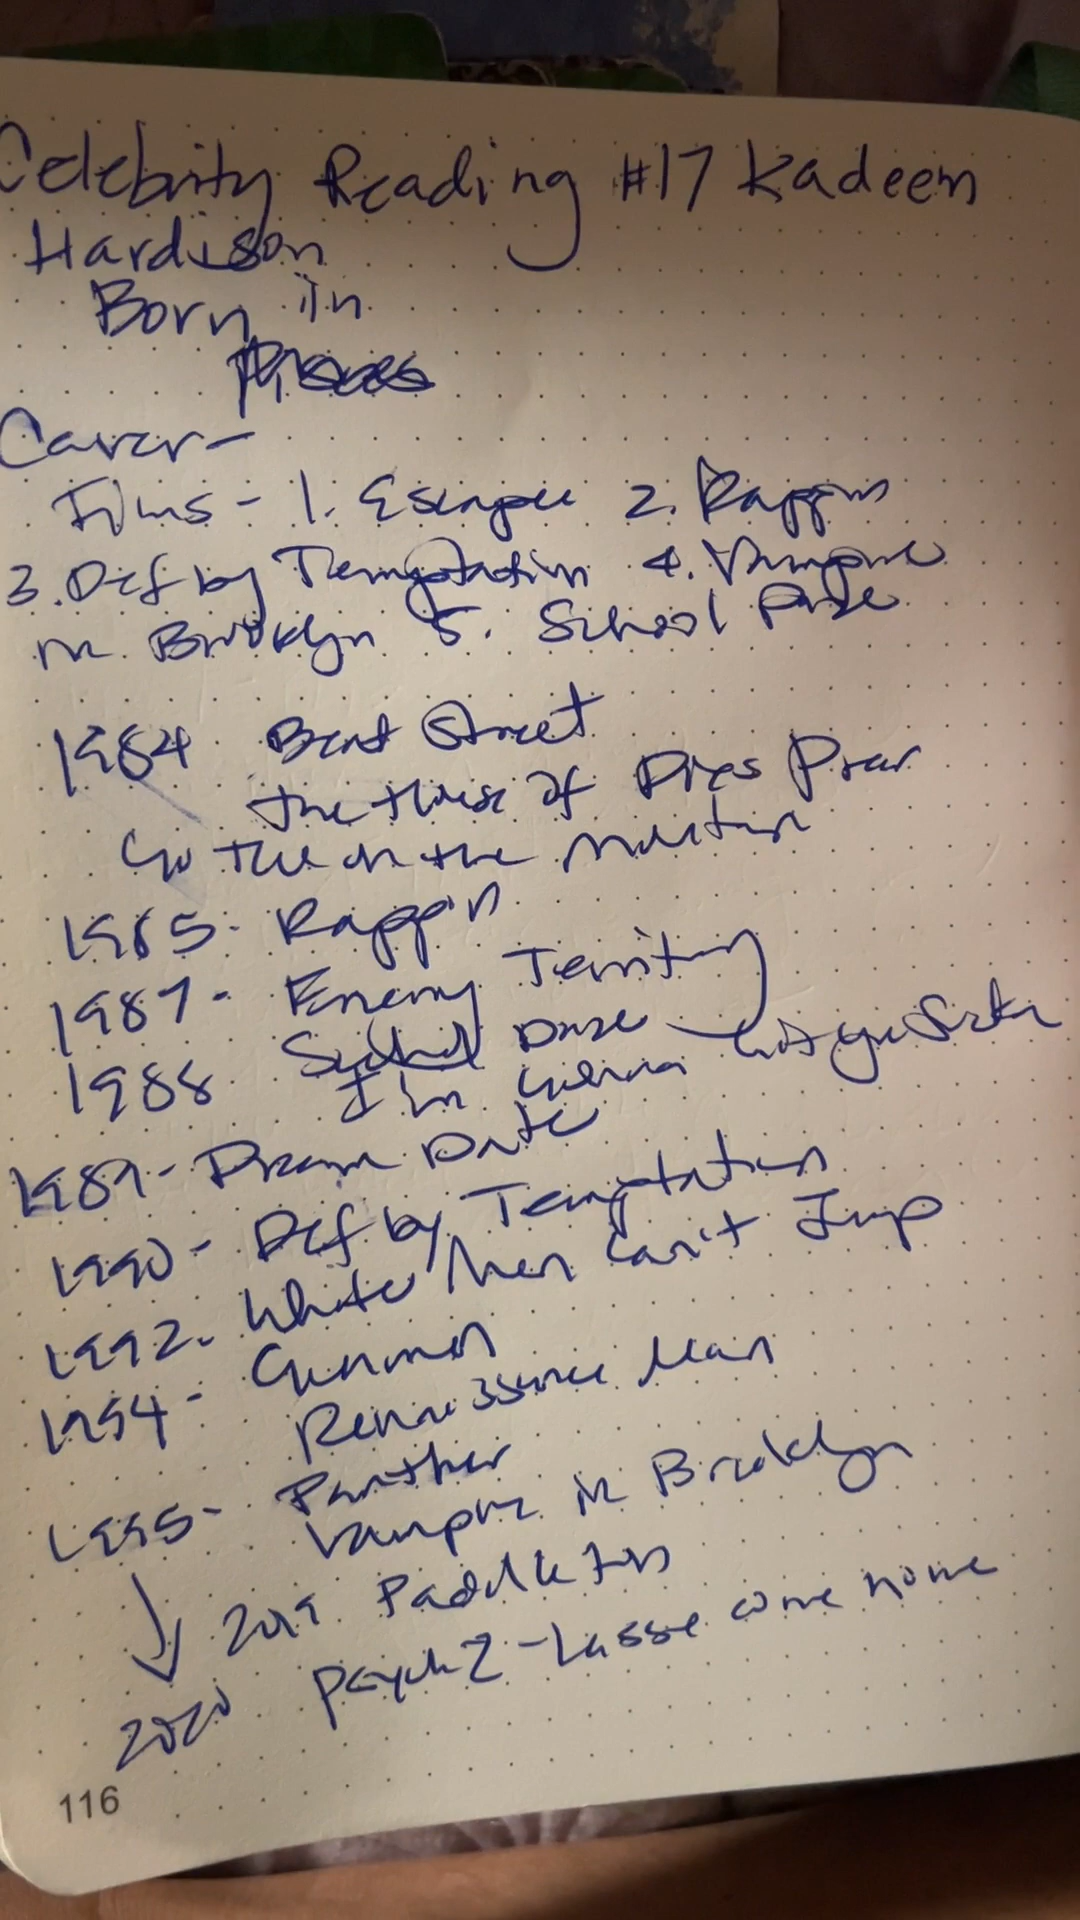 Celebrity Reading #17 Kadeem
Hardison
Born in
Career-
Films - 1. Escapee 2. Rappin
3. Def by Temptation 4. Vampire
in Brooklyn 5. School Daze
1984 Beat Street
The House of Dies Drear
Go Tell it on the Mountain
1985. Rappin
1987- Enemy Territory
1988 School Daze
I'm Gonna Git You Sucka
1989- Dream Date
1990- Def by Temptation
1992. White Men Can't Jump
1994- Gunmen
Renaissance Man
1995- Panther
Vampire in Brooklyn
2019. Paddleton
2020 Psych 2 - Lassie come home
116